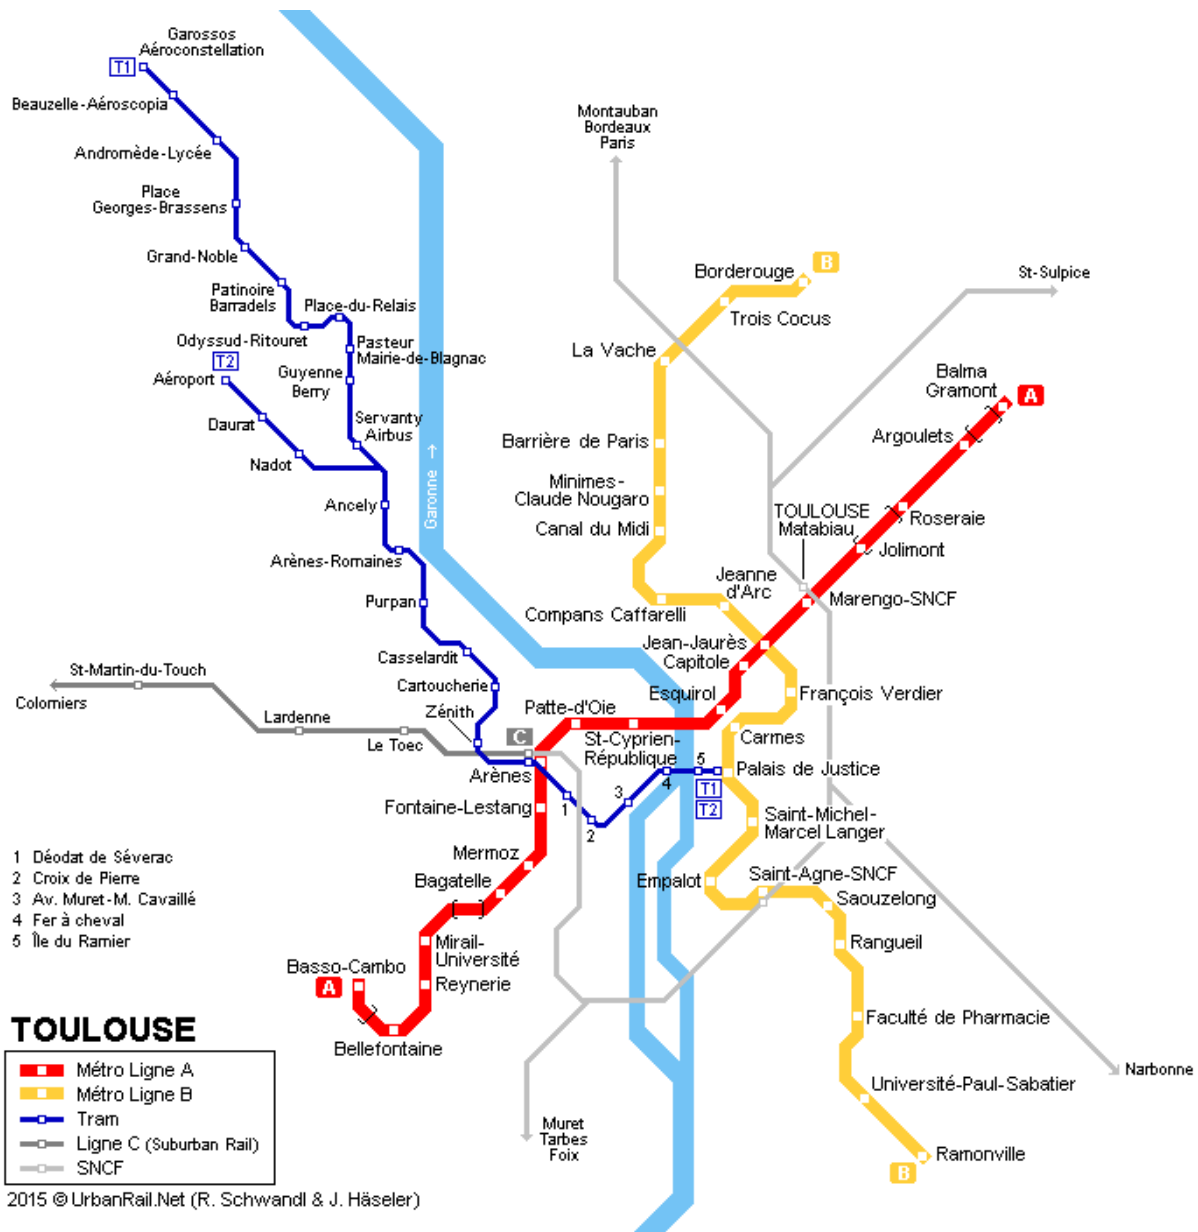 Garossos
Aéroconstellation
T1
Beauzelle-Aéroscopia
Andromède-Lycée
Place
Georges-Brassens
Grand-Noble
Patinoire
Barradels
Place-du-Relais
Odyssud-Ritouret
Pasteur
Mairie-de-Blagnac
T2
Aéroport
Guyenne
Berry
Daurat
Servanty
Airbus
Nadot
Ancely
Arènes-Romaines
Purpan
Casselardit
Cartoucherie
Zénith
Garonne →
Montauban
Bordeaux
Paris
St-Sulpice
Borderouge
B
Trois Cocus
La Vache
Balma
Gramont
A
Argoulets
Barrière de Paris
Minimes-
Claude Nougaro
Canal du Midi
TOULOUSE
Matabiau
Roseraie
Jolimont
Jeanne
d'Arc
Compans Caffarelli
Marengo-SNCF
Jean-Jaurès
Capitole
Esquirol
François Verdier
St-Martin-du-Touch
Colomiers
Lardenne
Le Toec
C
Patte-d'Oie
St-Cyprien-
République
Carmes
Arènes
1
2
3
4
5
T1
T2
Palais de Justice
Fontaine-Lestang
Saint-Michel-
Marcel Langer
Mermoz
Bagatelle
Empalot
Saint-Agne-SNCF
Saouzelong
Mirail-
Université
Rangueil
Basso-Cambo
A
Reynerie
Bellefontaine
Faculté de Pharmacie
Université-Paul-Sabatier
Narbonne
Muret
Tarbes
Foix
Ramonville
B
1 Déodat de Séverac
2 Croix de Pierre
3 Av. Muret-M. Cavaillé
4 Fer à cheval
5 Île du Ramier
TOULOUSE
Métro Ligne A
Métro Ligne B
Tram
Ligne C (Suburban Rail)
SNCF
2015 © UrbanRail.Net (R. Schwandl & J. Häseler)